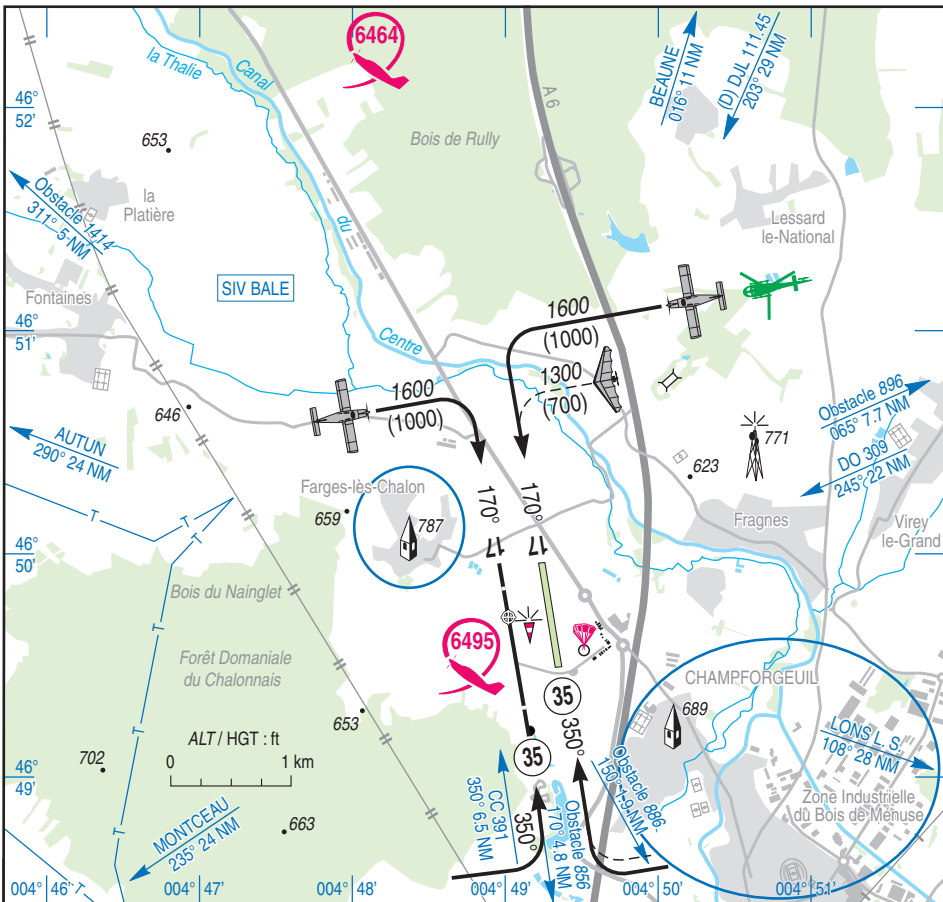 6464
la Thalie
Canal
du
Centre
A 6
BEAUNE
016° 11 NM
(D) DJL 111.45
203° 29 NM
46°
52'
653
Bois de Rully
la
Platière
Obstacle 1414
311° 5 NM
Lessard
le-National
SIV BALE
Fontaines
46°
51'
1600
(1000)
1300
(700)
1600
(1000)
646
Obstacle 896
065° 7.7 NM
AUTUN
290° 24 NM
771
DO 309
245° 22 NM
623
Farges-lès-Chalon
170°
170°
659
787
Fragnes
Virey
le-Grand
17
17
46°
50'
T
T
T
Bois du Nainglet
T
6495
Forêt Domaniale
du Chalonnais
CHAMPFORGEUIL
35
653
689
350°
ALT / HGT : ft
LONS L. S.
108° 28 NM
702
0
1 km
35
46°
49'
Obstacle 886
150° 1.9 NM
CC 391
350° 6.5 NM
350°
Obstacle 856
170° 4.8 NM
Zone Industrielle
du Bois de Menuse
MONTCEAU
235° 24 NM
663
T
004° 46'
004° 47'
004° 48'
004° 49'
004° 50'
004° 51'